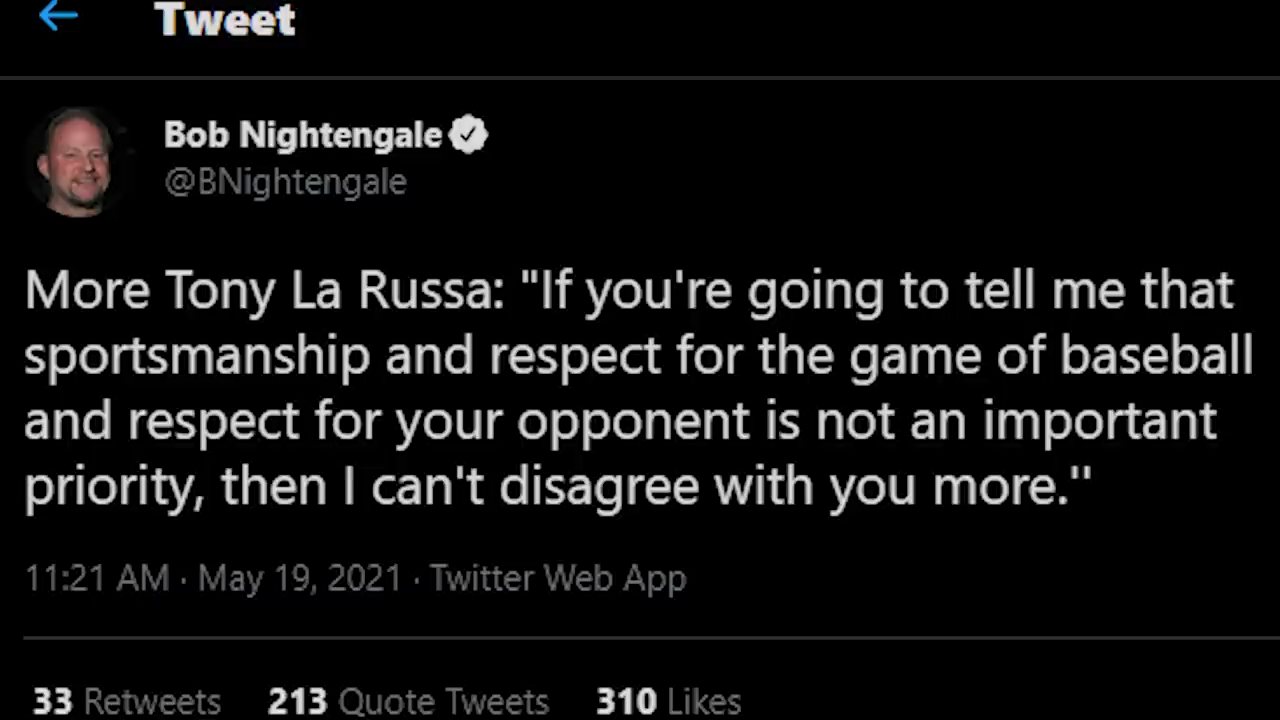 Tweet
Bob Nightengale
@BNightengale
More Tony La Russa: "If you're going to tell me that
sportsmanship and respect for the game of baseball
and respect for your opponent is not an important
priority, then I can't disagree with you more.''
11:21 AM · May 19, 2021 · Twitter Web App
33 Retweets 213 Quote Tweets 310 Likes